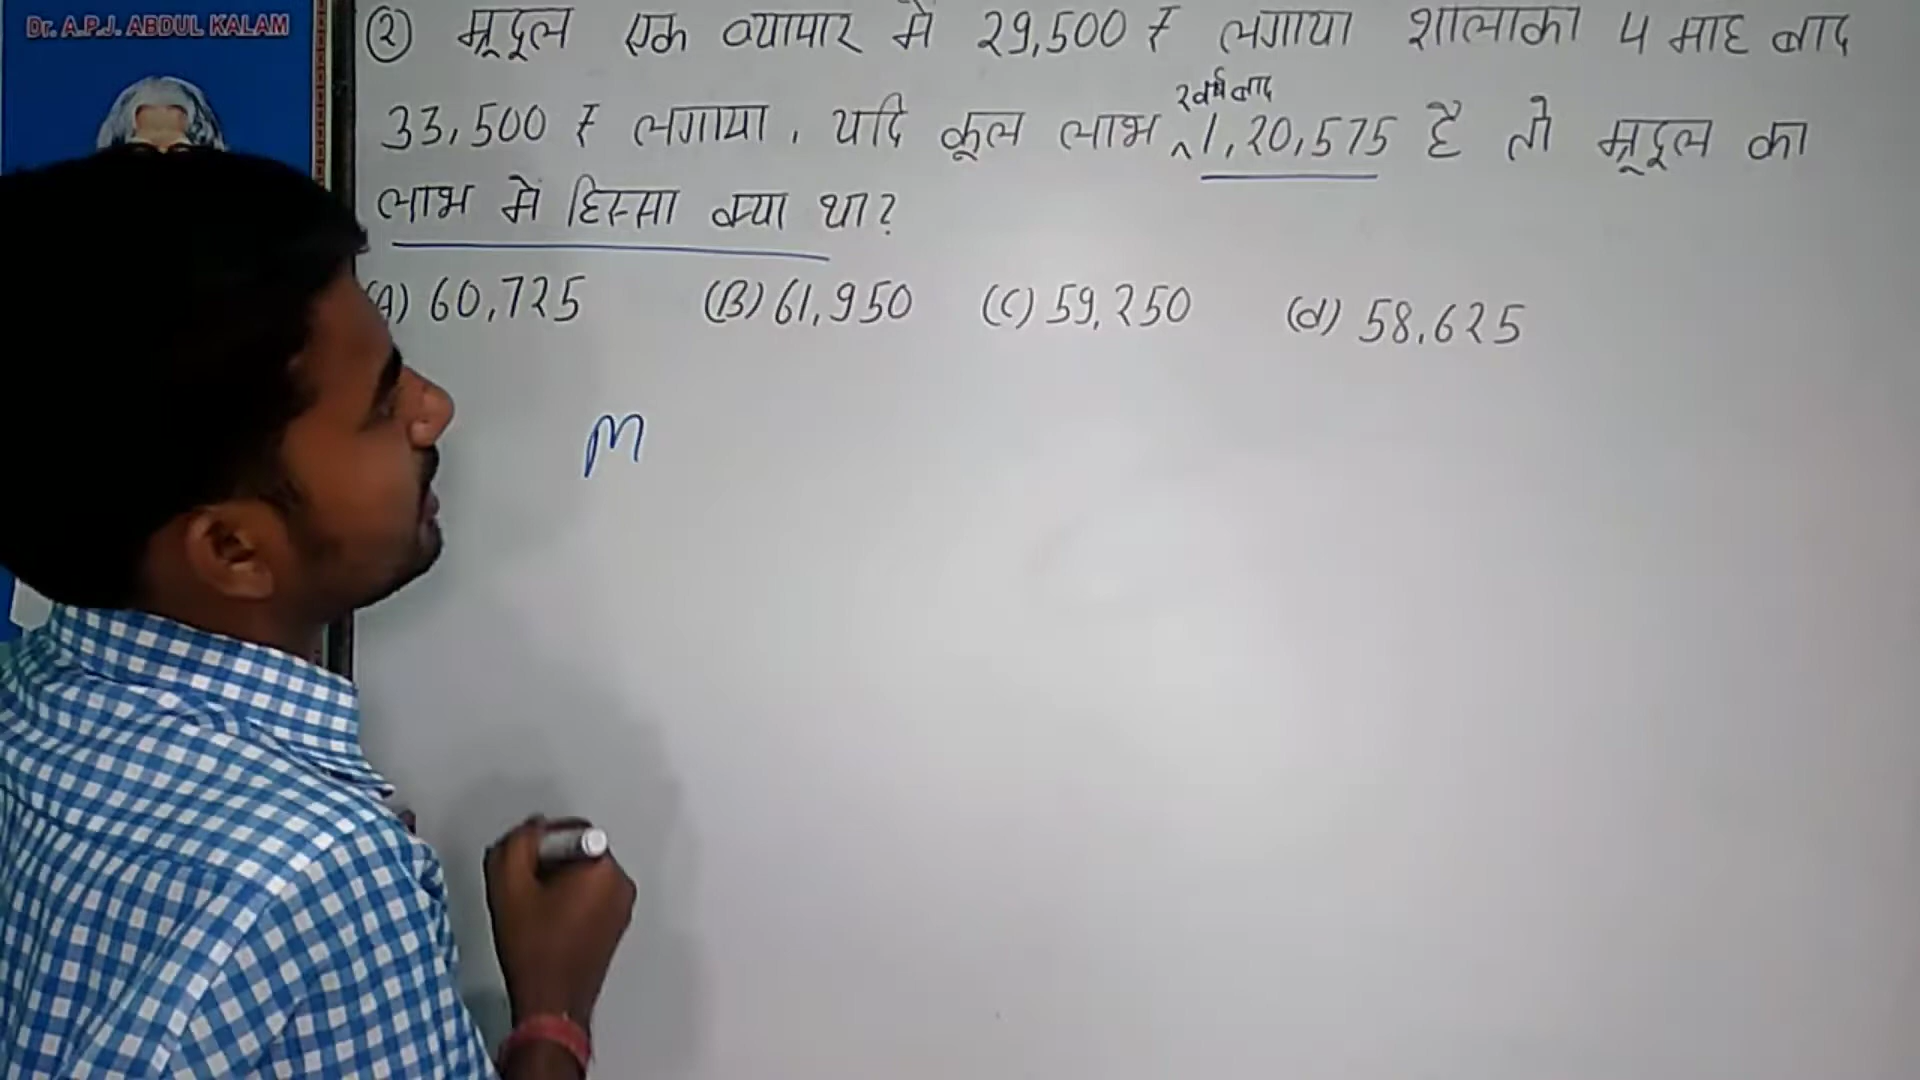 Dr. A.P.J. ABDUL KALAM
② मृदूल एक व्यापार मे 29,500 ₹ लगाया शालाका 4 माह बाद
2 वर्ष बाद
33,500 ₹ लगाया, यदि कूल लाभ ^ 1,20,575 है तो मृदूल का
लाभ मे हिस्सा क्या था?
(A) 60,725 (B) 61,950 (C) 59,250 (d) 58,625
M